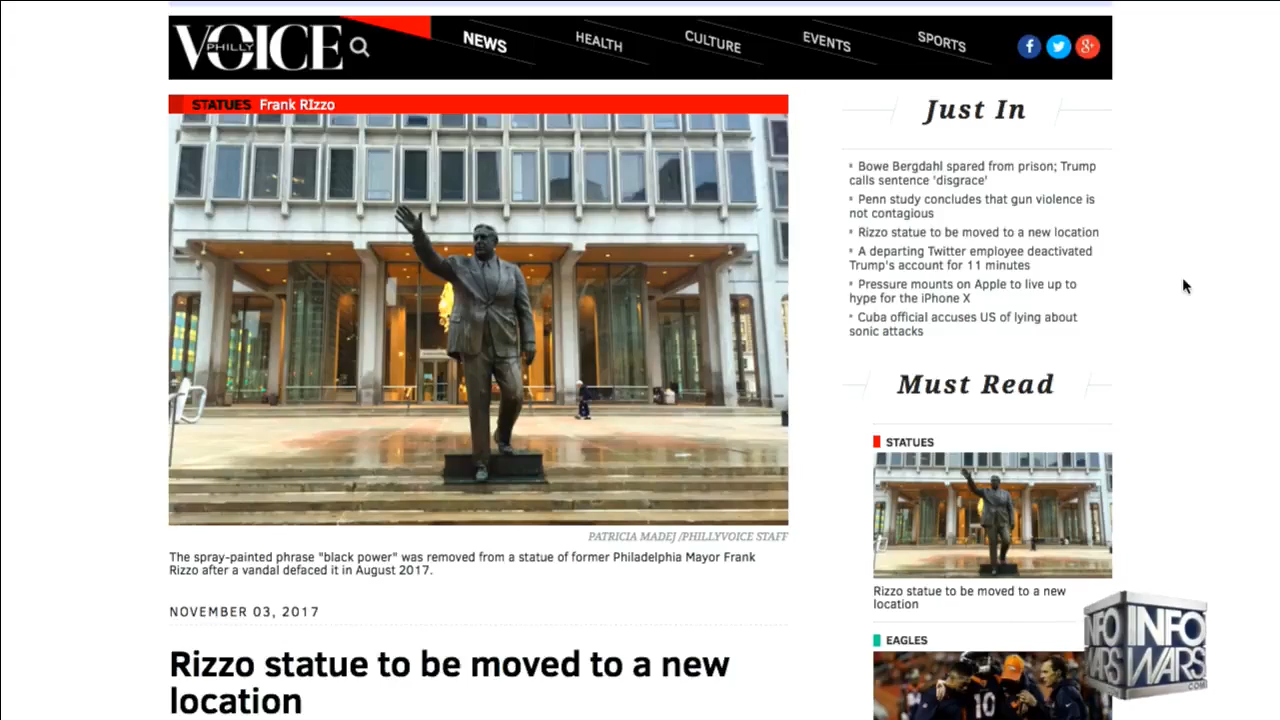 VOICE
PHILLY
NEWS
HEALTH
CULTURE
EVENTS
SPORTS
STATUES Frank RIzzo
PATRICIA MADEJ /PHILLYVOICE STAFF
The spray-painted phrase "black power" was removed from a statue of former Philadelphia Mayor Frank
Rizzo after a vandal defaced it in August 2017.
NOVEMBER 03, 2017
Rizzo statue to be moved to a new
location
Just In
Bowe Bergdahl spared from prison; Trump
calls sentence 'disgrace'
Penn study concludes that gun violence is
not contagious
Rizzo statue to be moved to a new location
A departing Twitter employee deactivated
Trump's account for 11 minutes
Pressure mounts on Apple to live up to
hype for the iPhone X
Cuba official accuses US of lying about
sonic attacks
Must Read
STATUES
Rizzo statue to be moved to a new
location
EAGLES
10
INFO
WARS
.COM
INFO
WARS